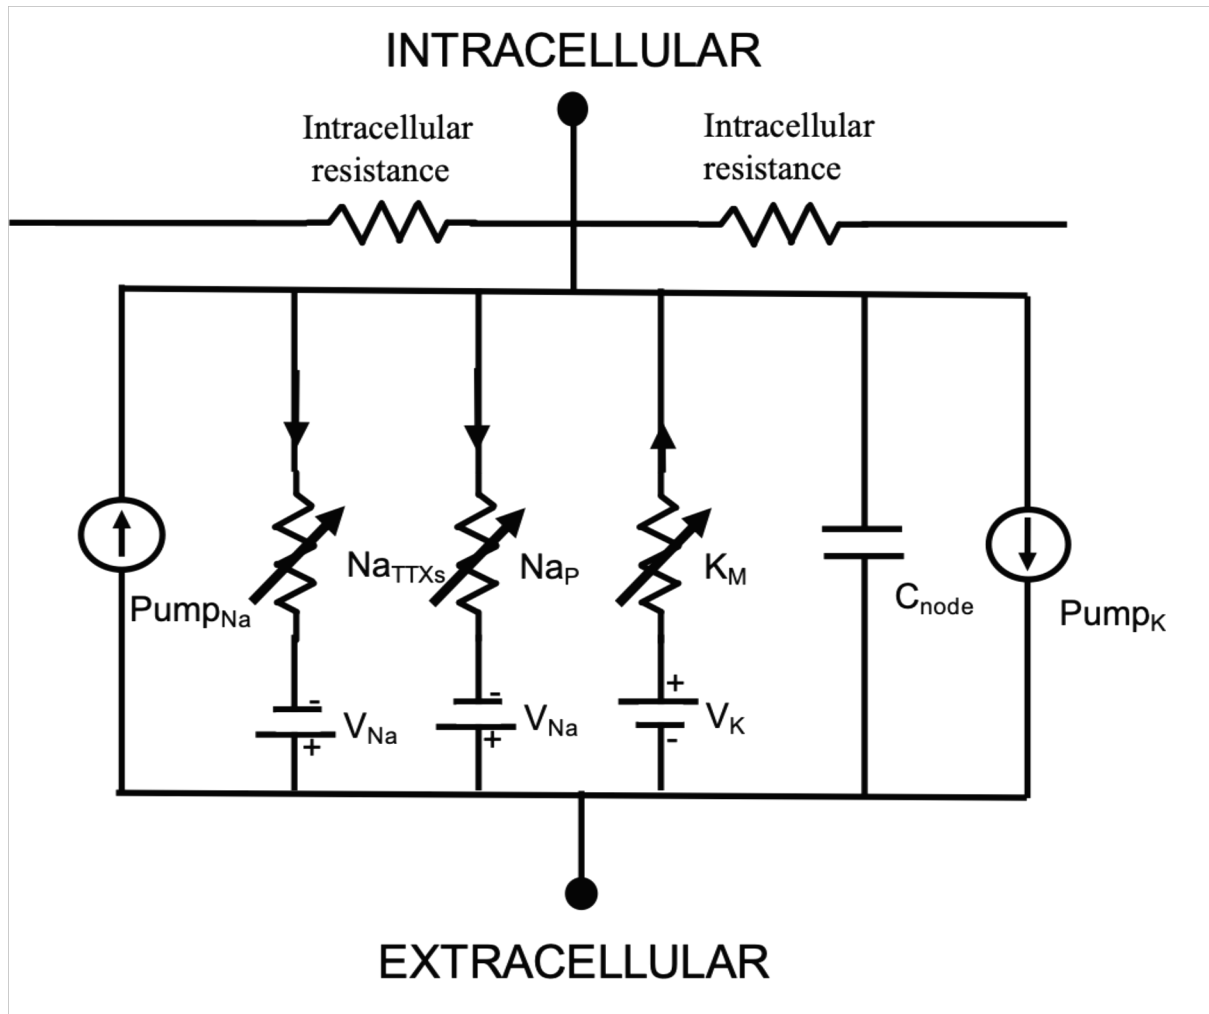 INTRACELLULAR
Intracellular
resistance
Intracellular
resistance
Na_TTXs
Na_P
K_M
C_node
Pump_Na
Pump_K
-
V_Na
+
-
V_Na
+
+
V_K
-
EXTRACELLULAR